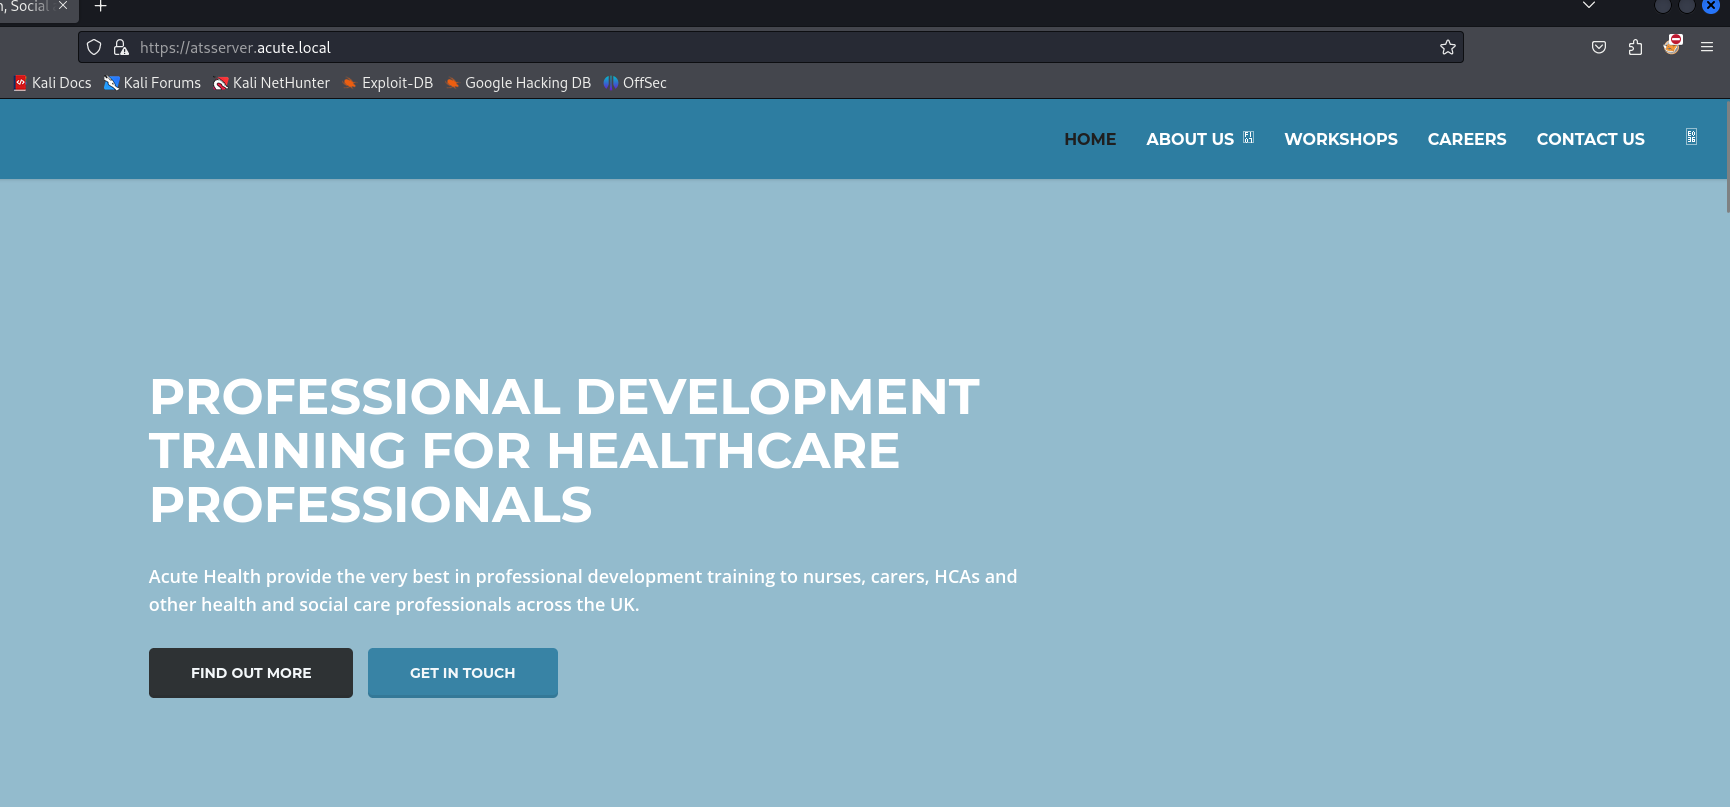 n, Social
https://atsserver.acute.local
Kali Docs Kali Forums Kali NetHunter Exploit-DB Google Hacking DB OffSec
HOME ABOUT US WORKSHOPS CAREERS CONTACT US
PROFESSIONAL DEVELOPMENT
TRAINING FOR HEALTHCARE
PROFESSIONALS
Acute Health provide the very best in professional development training to nurses, carers, HCAs and
other health and social care professionals across the UK.
FIND OUT MORE GET IN TOUCH